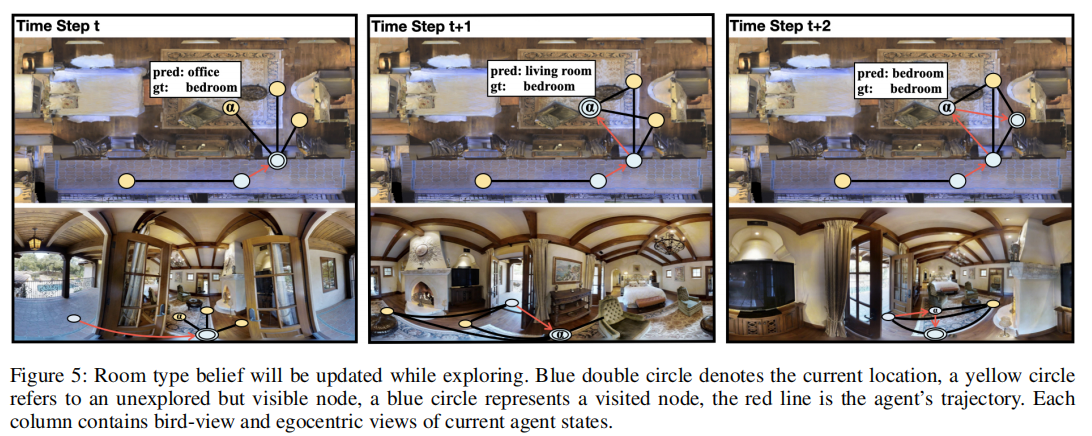 Time Step t
pred: office
gt: bedroom
α
α
Time Step t+1
pred: living room
gt: bedroom
α
α
Time Step t+2
pred: bedroom
gt: bedroom
α
α
Figure 5: Room type belief will be updated while exploring. Blue double circle denotes the current location, a yellow circle
refers to an unexplored but visible node, a blue circle represents a visited node, the red line is the agent's trajectory. Each
column contains bird-view and egocentric views of current agent states.